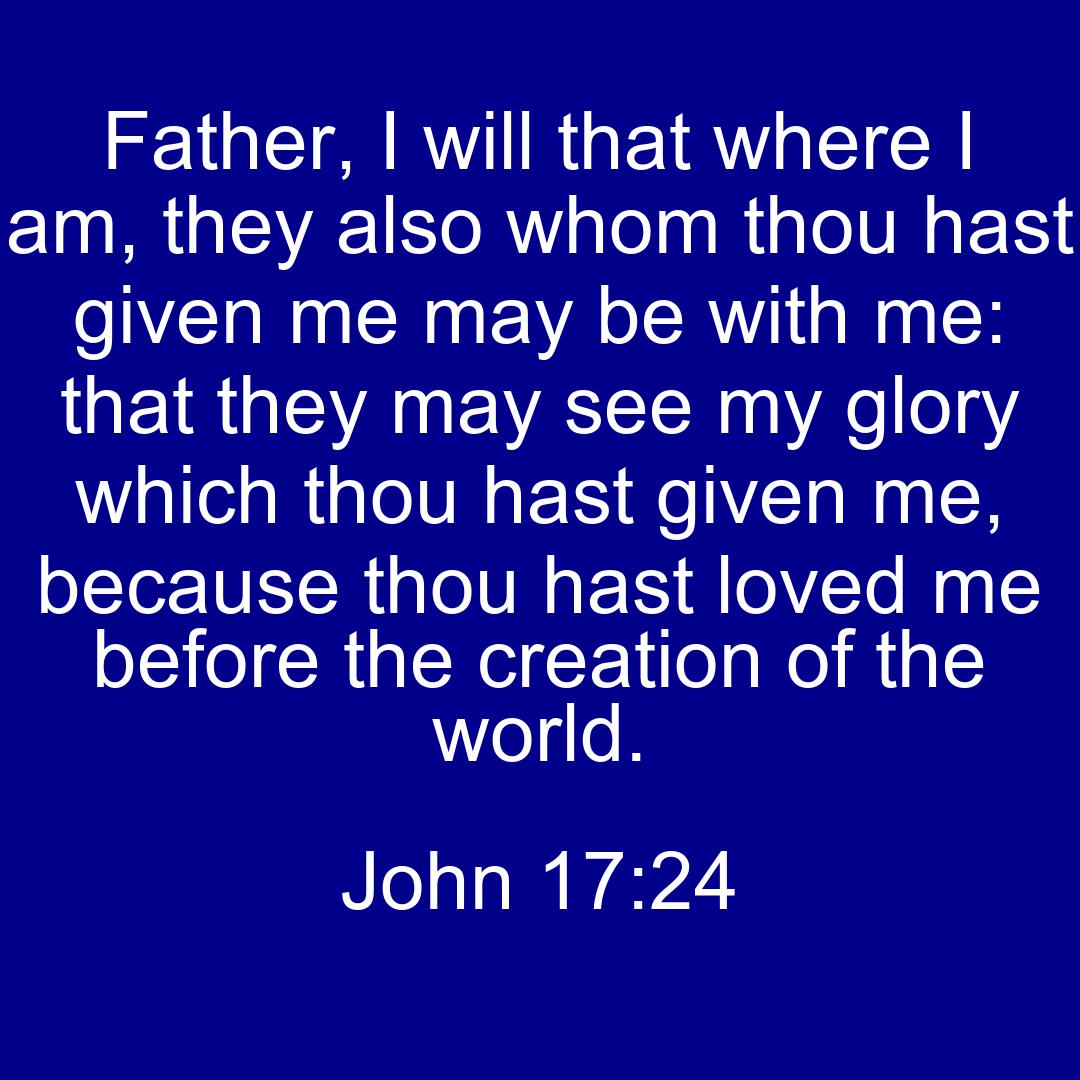 Father, I will that where I
am, they also whom thou hast
given me may be with me:
that they may see my glory
which thou hast given me,
because thou hast loved me
before the creation of the
world.
John 17:24